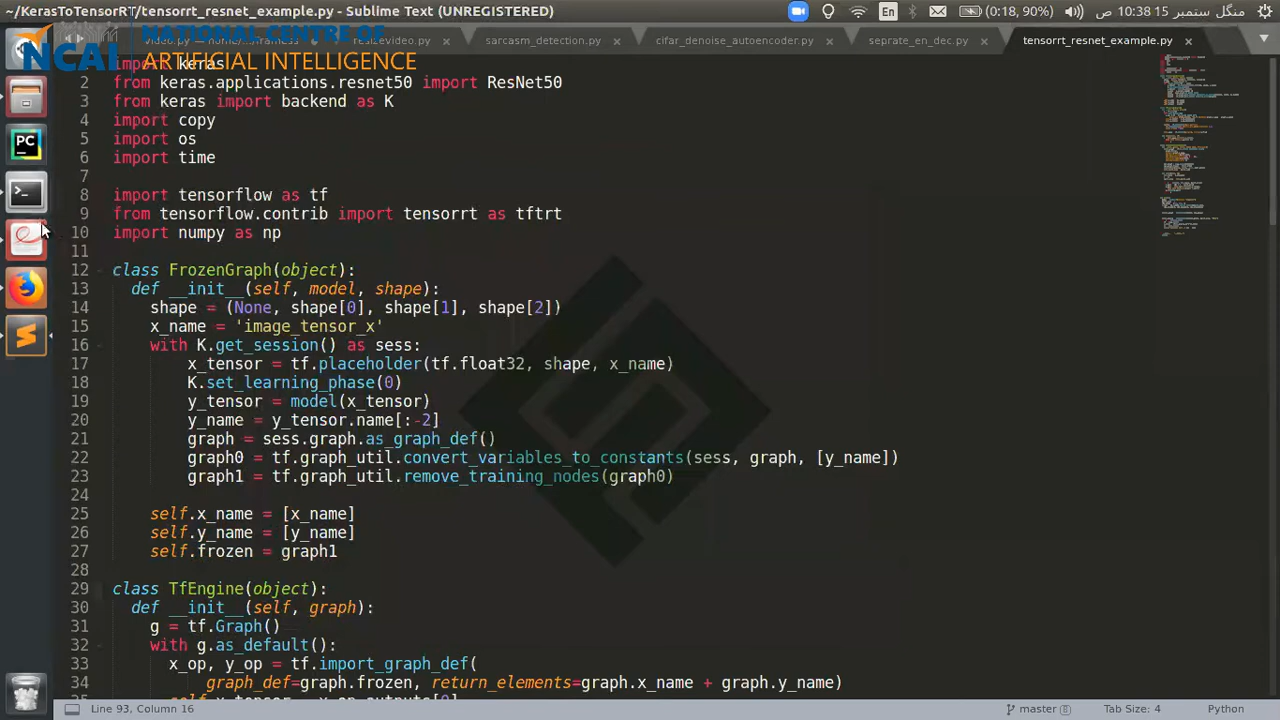 ~/KerasToTensorRT/tensorrt_resnet_example.py - Sublime Text (UNREGISTERED)
En
(0:18, 90%)
منگل ستمبر 15 10:38 ص
NCAI
NATIONAL CENTRE OF
ARTIFICIAL INTELLIGENCE
sarcasm_detection.py
cifar_denoise_autoencoder.py
seprate_en_dec.py
tensorrt_resnet_example.py
import keras
2 from keras.applications.resnet50 import ResNet50
3 from keras import backend as K
4 import copy
5 import os
6 import time
7
8 import tensorflow as tf
9 from tensorflow.contrib import tensorrt as tftrt
10 import numpy as np
11
12 class FrozenGraph(object):
13 def __init__(self, model, shape):
14 shape = (None, shape[0], shape[1], shape[2])
15 x_name = 'image_tensor_x'
16 with K.get_session() as sess:
17 x_tensor = tf.placeholder(tf.float32, shape, x_name)
18 K.set_learning_phase(0)
19 y_tensor = model(x_tensor)
20 y_name = y_tensor.name[:-2]
21 graph = sess.graph.as_graph_def()
22 graph0 = tf.graph_util.convert_variables_to_constants(sess, graph, [y_name])
23 graph1 = tf.graph_util.remove_training_nodes(graph0)
24
25 self.x_name = [x_name]
26 self.y_name = [y_name]
27 self.frozen = graph1
28
29 class TfEngine(object):
30 def __init__(self, graph):
31 g = tf.Graph()
32 with g.as_default():
33 x_op, y_op = tf.import_graph_def(
34 graph_def=graph.frozen, return_elements=graph.x_name + graph.y_name)
Line 93, Column 16
master 8
Tab Size: 4
Python